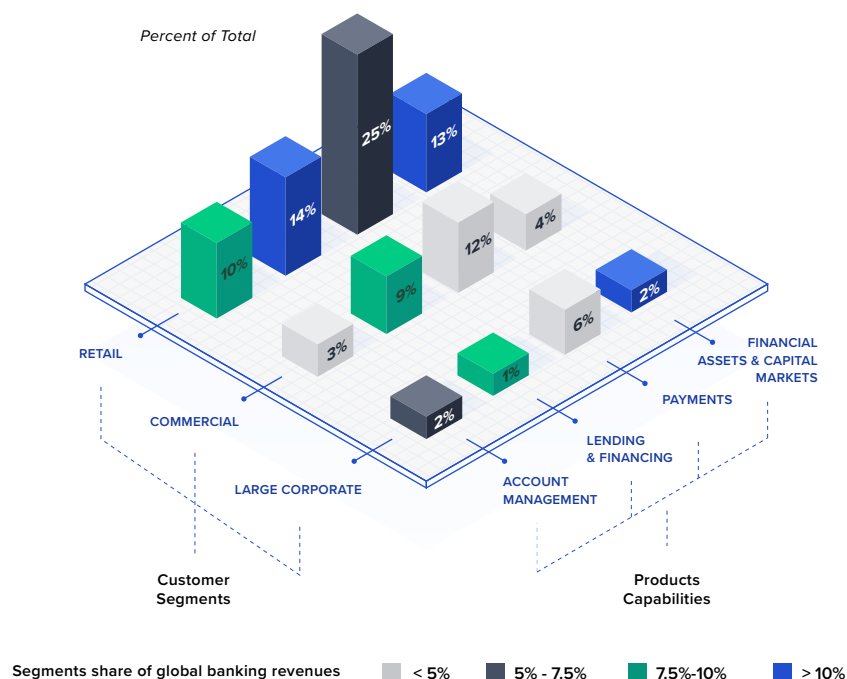 Percent of Total
25%
13%
14%
4%
12%
10%
9%
2%
6%
3%
1%
2%
RETAIL
COMMERCIAL
LARGE CORPORATE
FINANCIAL
ASSETS & CAPITAL
MARKETS
PAYMENTS
LENDING
& FINANCING
ACCOUNT
MANAGEMENT
Customer
Segments
Products
Capabilities
Segments share of global banking revenues
< 5%
5% - 7.5%
7.5%-10%
> 10%